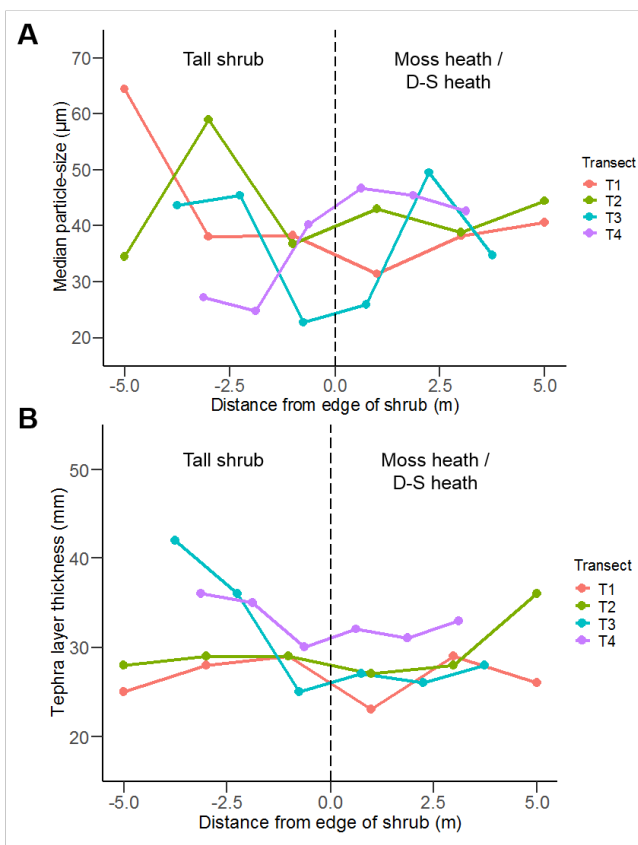 A
Tall shrub
Moss heath /
D-S heath
70
60
50
40
30
20
Median particle-size (µm)
-5.0 -2.5 0.0 2.5 5.0
Distance from edge of shrub (m)
Transect
T1
T2
T3
T4
B
Tall shrub
Moss heath /
D-S heath
50
40
30
20
Tephra layer thickness (mm)
-5.0 -2.5 0.0 2.5 5.0
Distance from edge of shrub (m)
Transect
T1
T2
T3
T4